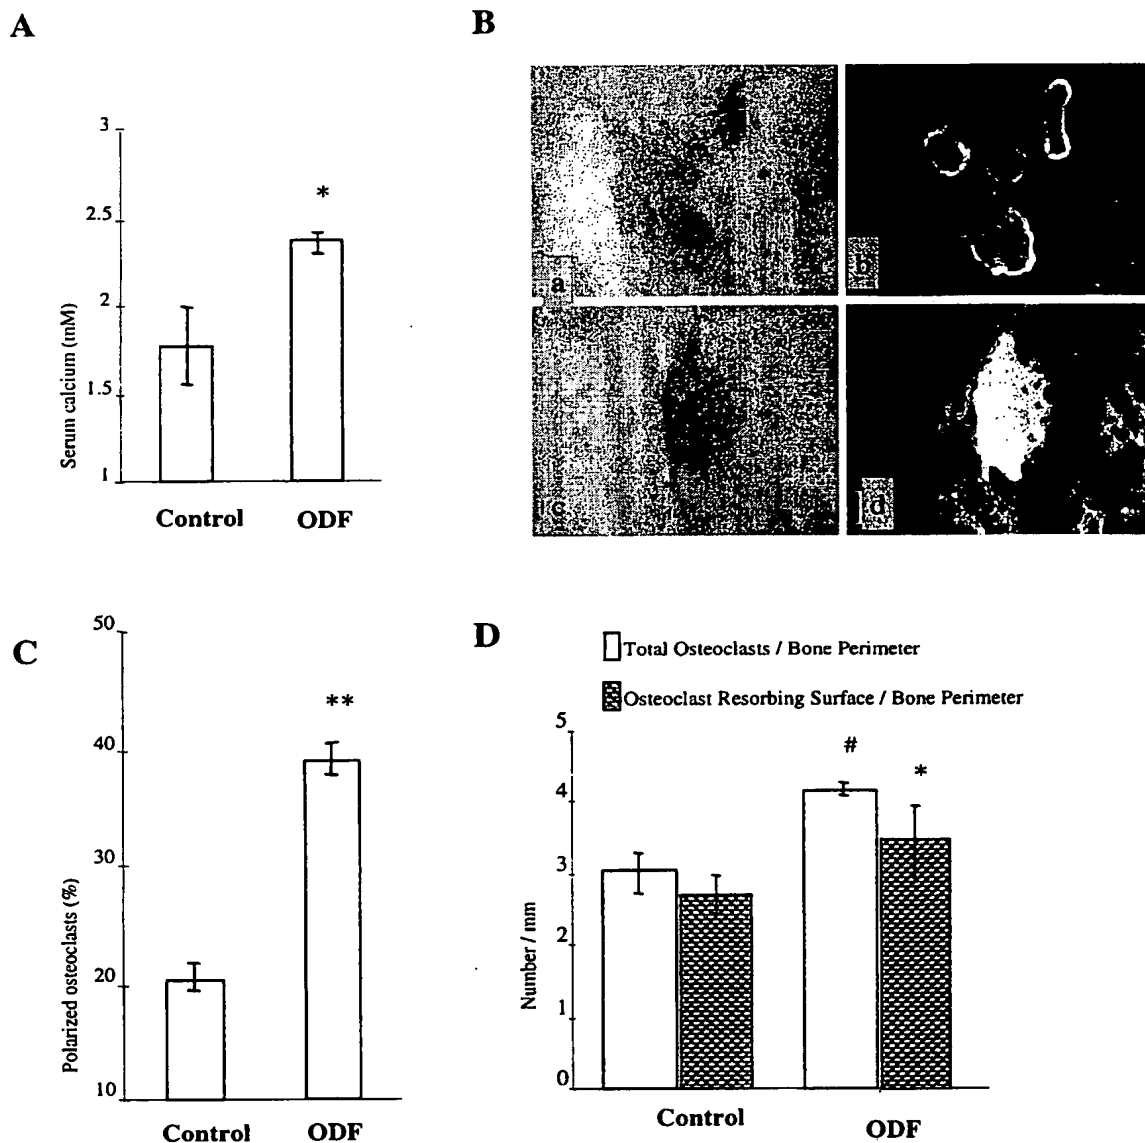 A
3
2.5
2
1.5
1
Serum calcium (mM)
*
Control
ODF
B
a
b
c
d
C
50
40
30
20
10
Polarized osteoclasts (%)
**
Control
ODF
D
Total Osteoclasts / Bone Perimeter
Osteoclast Resorbing Surface / Bone Perimeter
5
4
3
2
1
0
Number / mm
#
*
Control
ODF